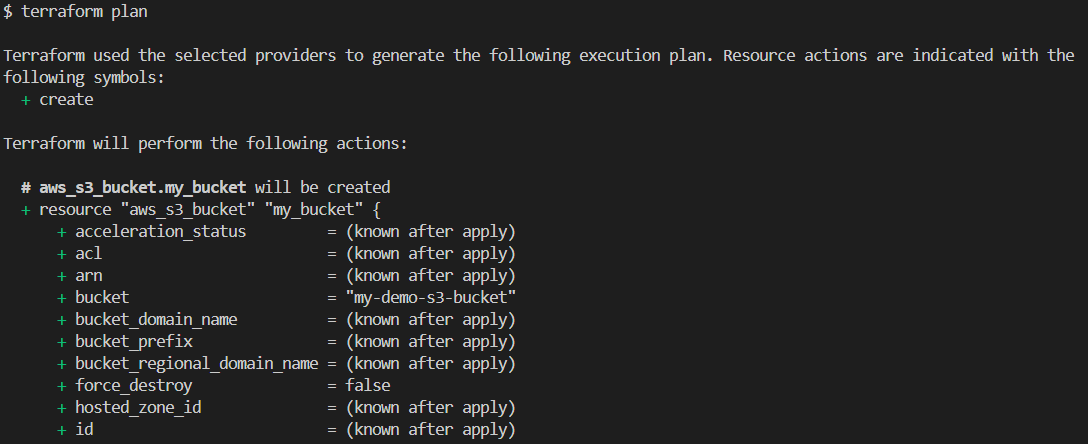 $ terraform plan
Terraform used the selected providers to generate the following execution plan. Resource actions are indicated with the
following symbols:
  + create
Terraform will perform the following actions:
  # aws_s3_bucket.my_bucket will be created
  + resource "aws_s3_bucket" "my_bucket" {
      + acceleration_status         = (known after apply)
      + acl                         = (known after apply)
      + arn                         = (known after apply)
      + bucket                      = "my-demo-s3-bucket"
      + bucket_domain_name          = (known after apply)
      + bucket_prefix               = (known after apply)
      + bucket_regional_domain_name = (known after apply)
      + force_destroy               = false
      + hosted_zone_id              = (known after apply)
      + id                          = (known after apply)